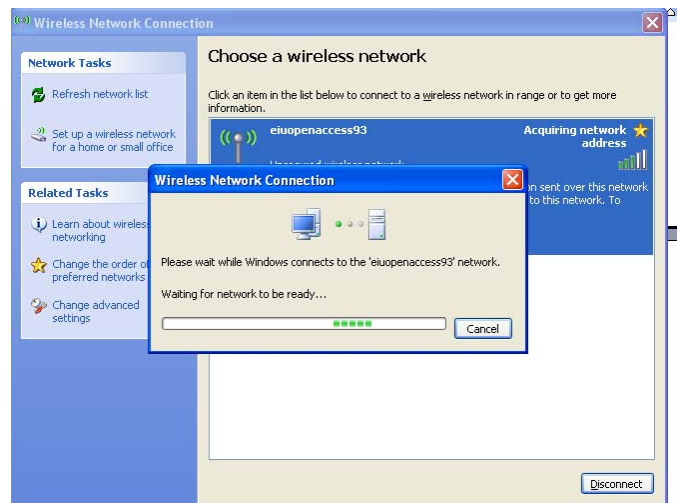 Wireless Network Connection
Network Tasks
Refresh network list
Set up a wireless network
for a home or small office
Related Tasks
Learn about wireless
networking
Change the order of
preferred networks
Change advanced
settings
Choose a wireless network
Click an item in the list below to connect to a wireless network in range or to get more
information.
eiuopenaccess93
Acquiring network
address
Unsecured wireless network
on sent over this network
to this network. To
Wireless Network Connection
Please wait while Windows connects to the 'eiuopenaccess93' network.
Waiting for network to be ready...
Cancel
Disconnect